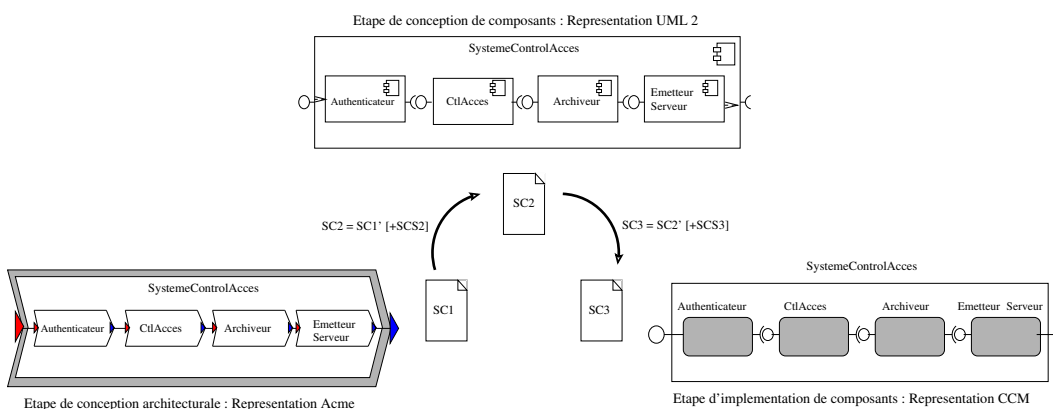 Etape de conception de composants : Representation UML 2
SystemeControlAcces
Authenticateur
CtlAcces
Archiveur
Emetteur
Serveur
SC2
SC2 = SC1' [+SCS2]
SC3 = SC2' [+SCS3]
SC1
SC3
SystemeControlAcces
Authenticateur
CtlAcces
Archiveur
Emetteur
Serveur
Etape de conception architecturale : Representation Acme
SystemeControlAcces
Authenticateur
CtlAcces
Archiveur
Emetteur Serveur
Etape d'implementation de composants : Representation CCM